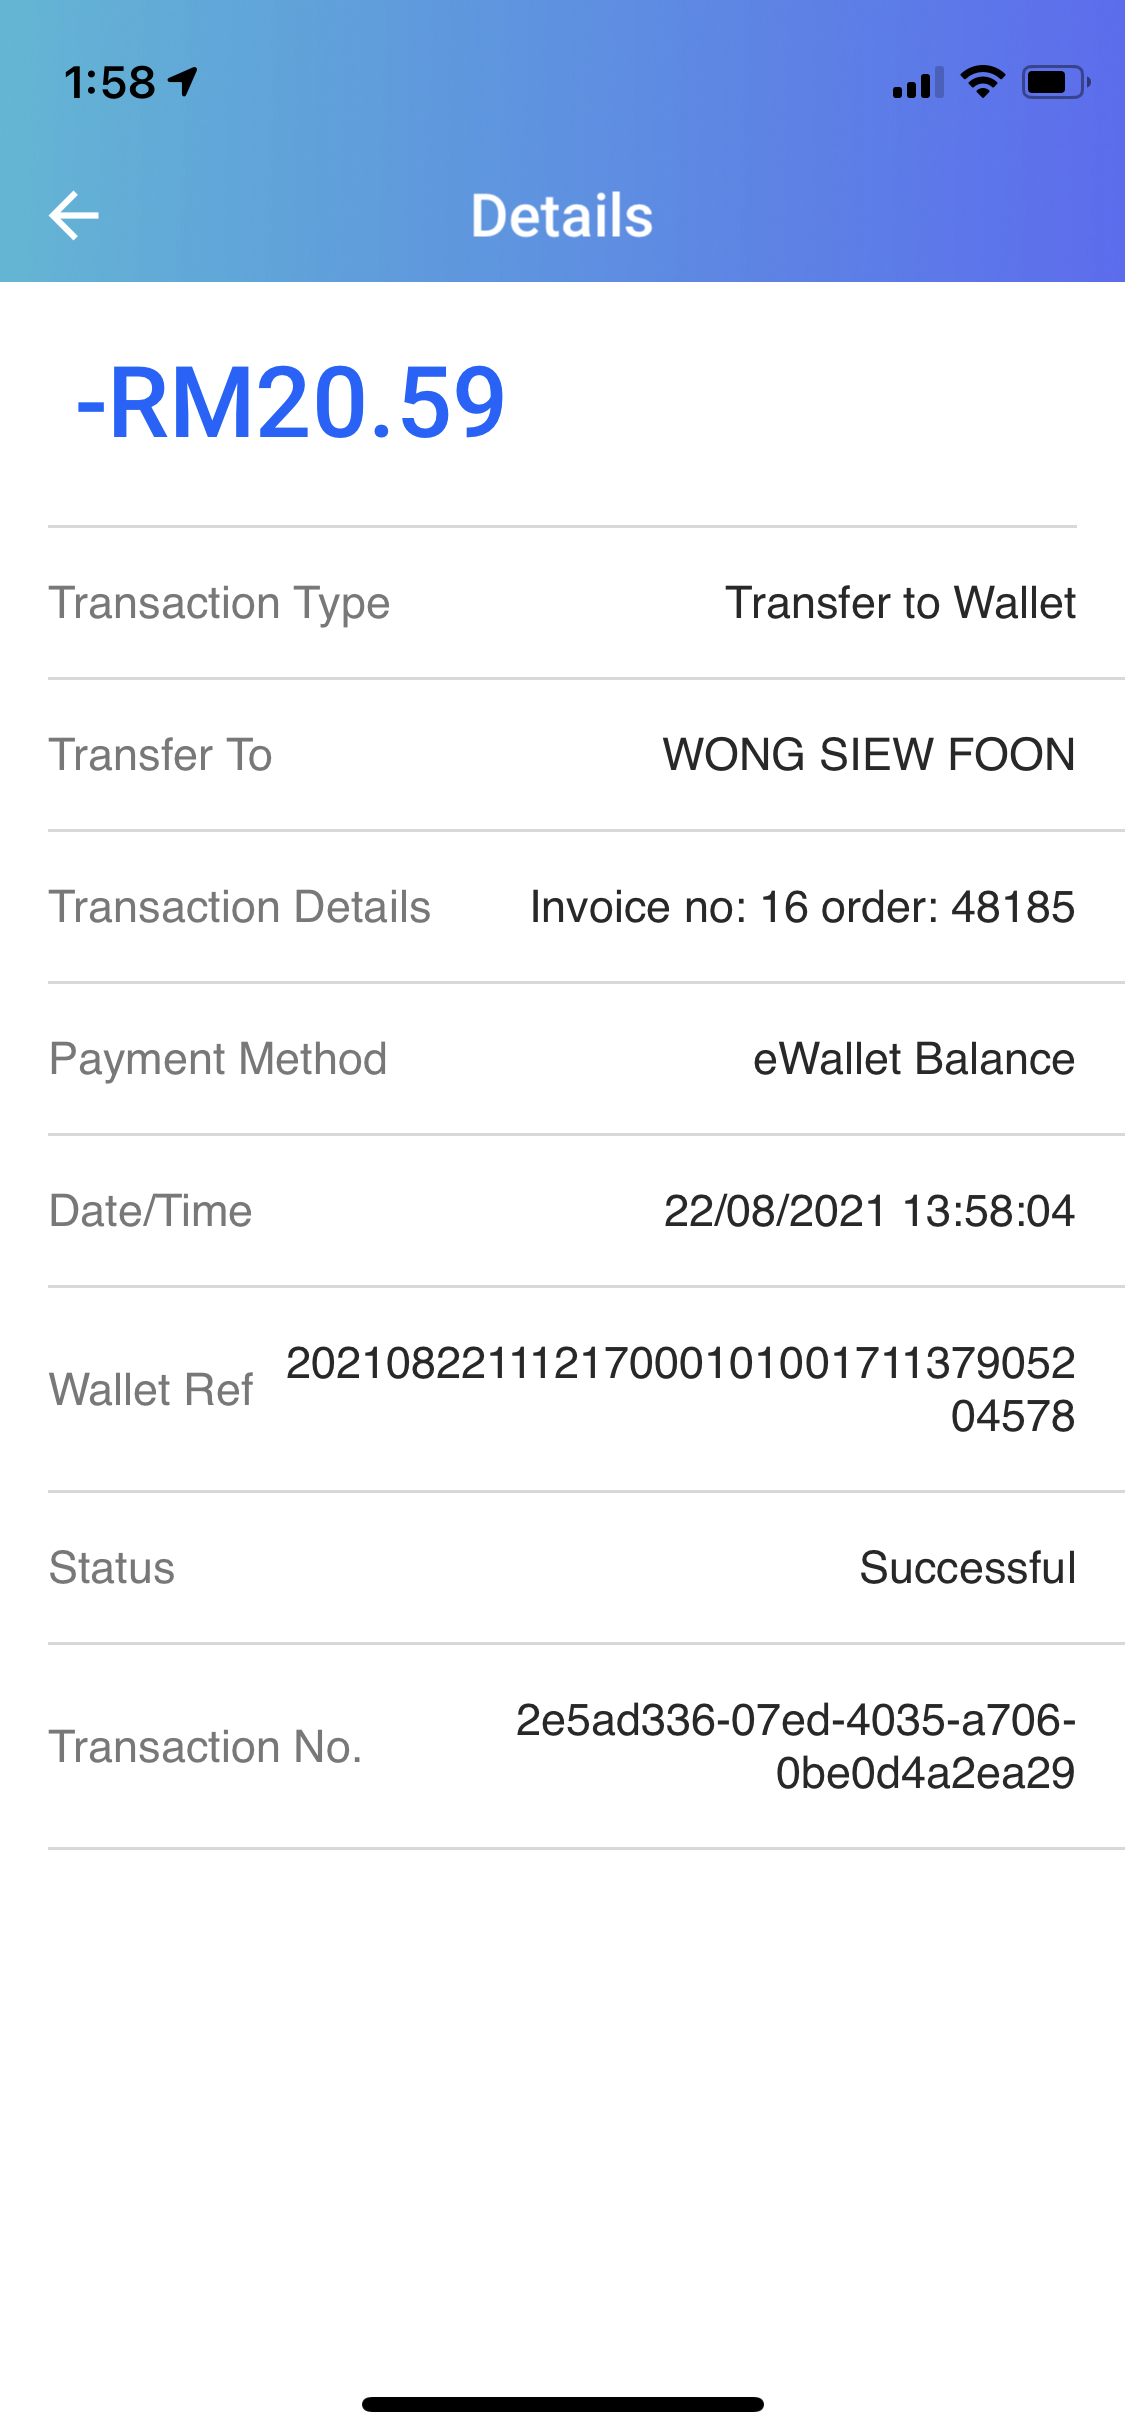 1:58
Details
-RM20.59
Transaction Type Transfer to Wallet
Transfer To WONG SIEW FOON
Transaction Details Invoice no: 16 order: 48185
Payment Method eWallet Balance
Date/Time 22/08/2021 13:58:04
Wallet Ref 20210822111217000101001711379052
04578
Status Successful
Transaction No. 2e5ad336-07ed-4035-a706-
0be0d4a2ea29